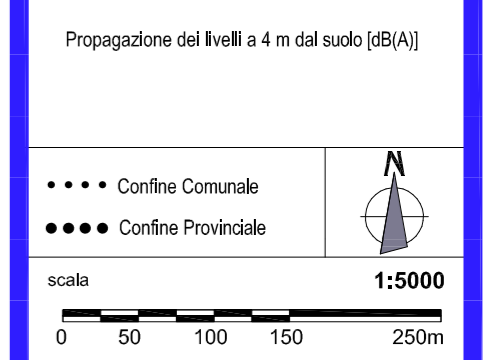 Propagazione dei livelli a 4 m dal suolo [dB(A)]
Confine Comunale
Confine Provinciale
N
scala 1:5000
0 50 100 150 250m